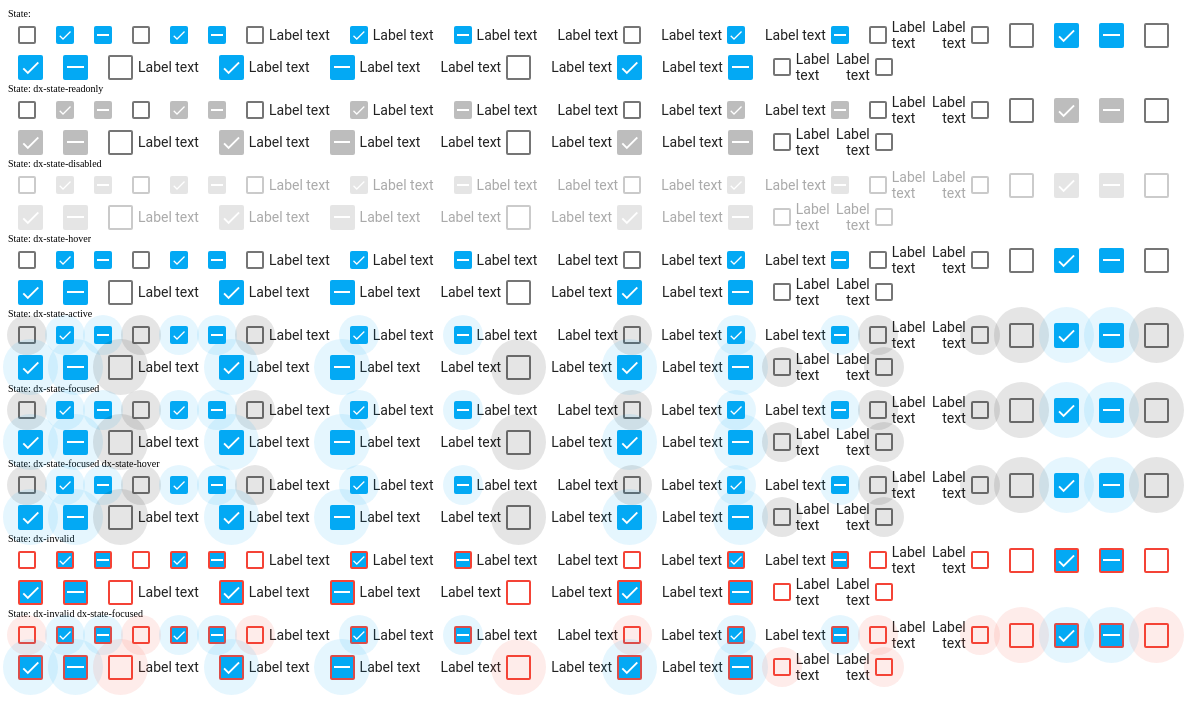 State:
Label text Label text Label text Label text Label text Label text Label text Label text
Label text Label text Label text Label text Label text Label text Label text Label text
State: dx-state-readonly
Label text Label text Label text Label text Label text Label text Label text Label text
Label text Label text Label text Label text Label text Label text Label text Label text
State: dx-state-disabled
Label text Label text Label text Label text Label text Label text Label text Label text
Label text Label text Label text Label text Label text Label text Label text Label text
State: dx-state-hover
Label text Label text Label text Label text Label text Label text Label text Label text
Label text Label text Label text Label text Label text Label text Label text Label text
State: dx-state-active
Label text Label text Label text Label text Label text Label text Label text Label text
Label text Label text Label text Label text Label text Label text Label text Label text
State: dx-state-focused
Label text Label text Label text Label text Label text Label text Label text Label text
Label text Label text Label text Label text Label text Label text Label text Label text
State: dx-state-focused dx-state-hover
Label text Label text Label text Label text Label text Label text Label text Label text
Label text Label text Label text Label text Label text Label text Label text Label text
State: dx-invalid
Label text Label text Label text Label text Label text Label text Label text Label text
Label text Label text Label text Label text Label text Label text Label text Label text
State: dx-invalid dx-state-focused
Label text Label text Label text Label text Label text Label text Label text Label text
Label text Label text Label text Label text Label text Label text Label text Label text